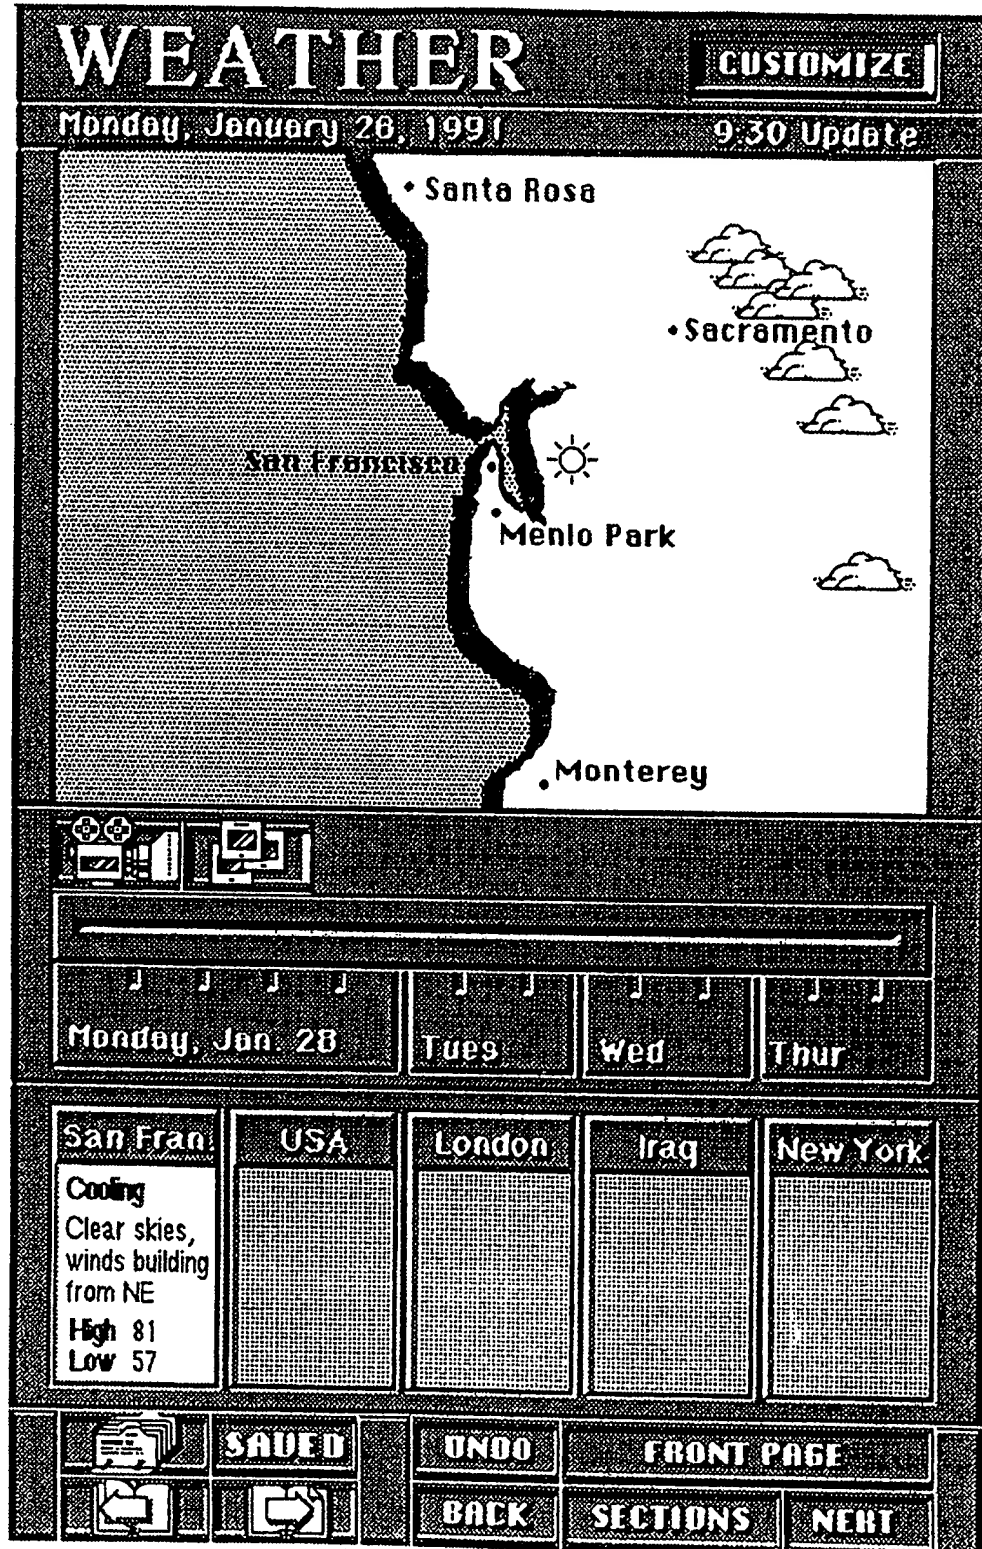 WEATHER
CUSTOMIZE
Monday, January 28, 1991
9:30 Update
Santa Rosa
Sacramento
San Francisco
Menlo Park
Monterey
Monday, Jan. 28
Tues
Wed
Thur
San Fran.
USA
London
Iraq
New York
Cooling
Clear skies,
winds building
from NE
High 81
Low 57
SAVED
UNDO
FRONT PAGE
BACK
SECTIONS
NEXT